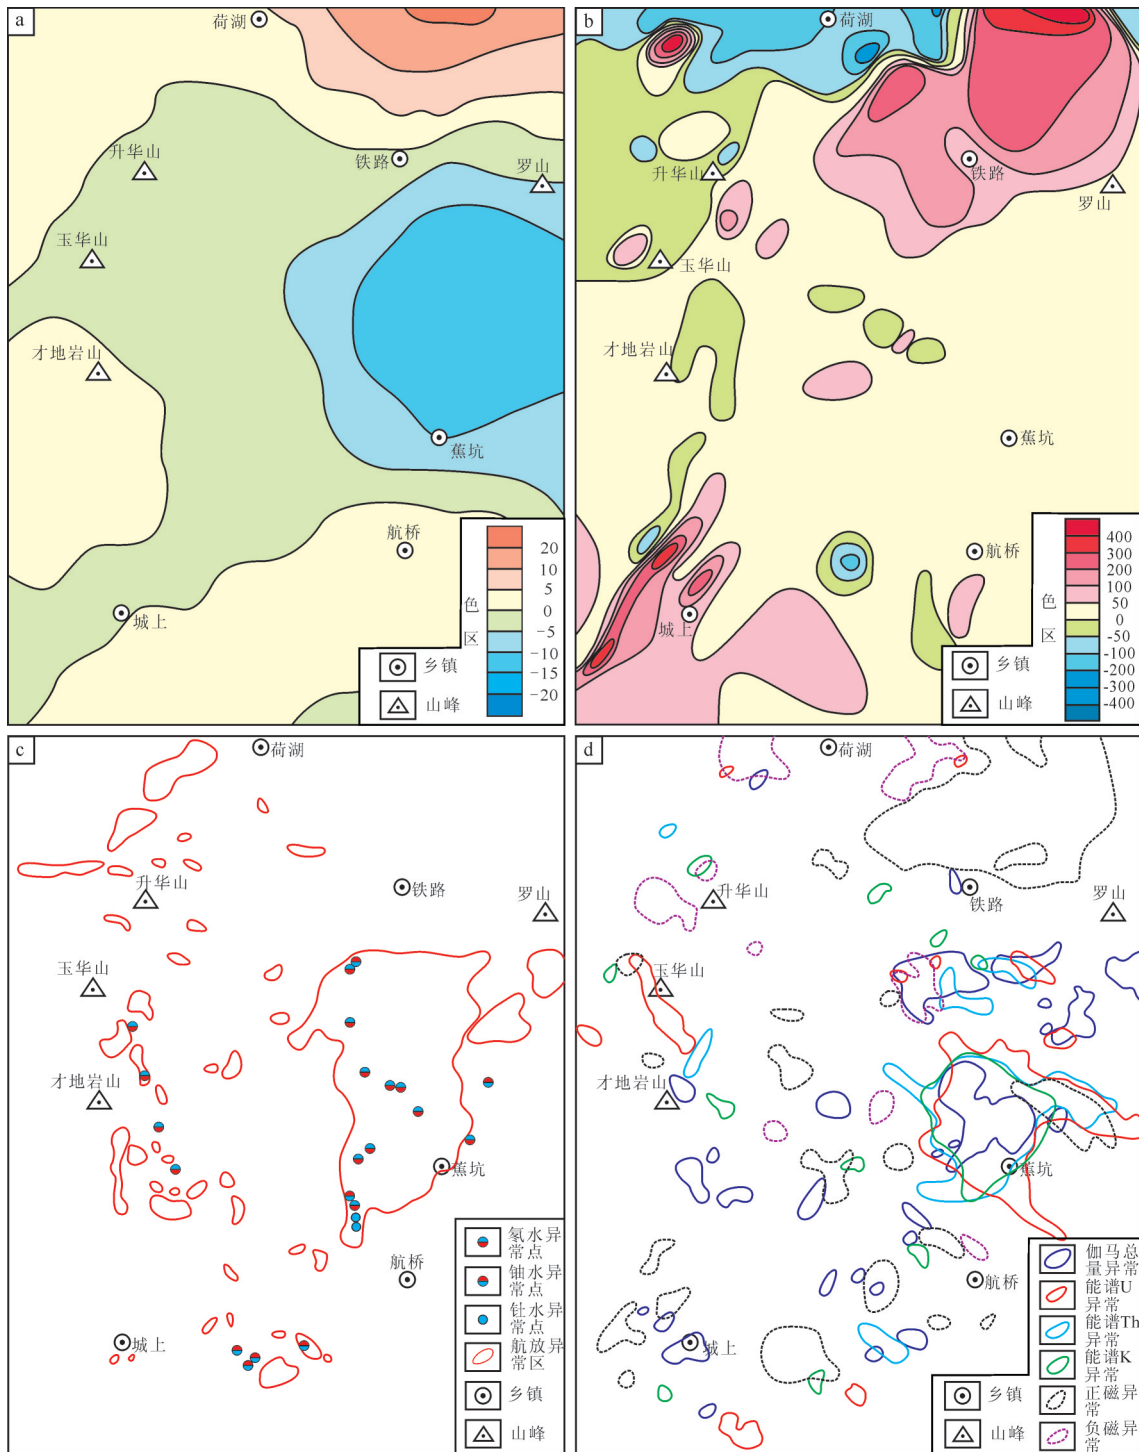 a
荷湖
升华山
铁路
罗山
玉华山
才地岩山
蕉坑
航桥
城上
色
区
20
10
5
0
-5
-10
-15
-20
乡镇
山峰
b
荷湖
升华山
铁路
罗山
玉华山
才地岩山
蕉坑
航桥
城上
色
区
400
300
200
100
50
0
-50
-100
-200
-300
-400
乡镇
山峰
c
荷湖
升华山
铁路
罗山
玉华山
才地岩山
蕉坑
航桥
城上
氡水异
常点
铀水异
常点
钍水异
常点
航放异
常区
乡镇
山峰
d
荷湖
升华山
铁路
罗山
玉华山
才地岩山
蕉坑
航桥
城上
伽马总
量异常
能谱U
异常
能谱Th
异常
能谱K
异常
正磁异
常
负磁异
常
乡镇
山峰